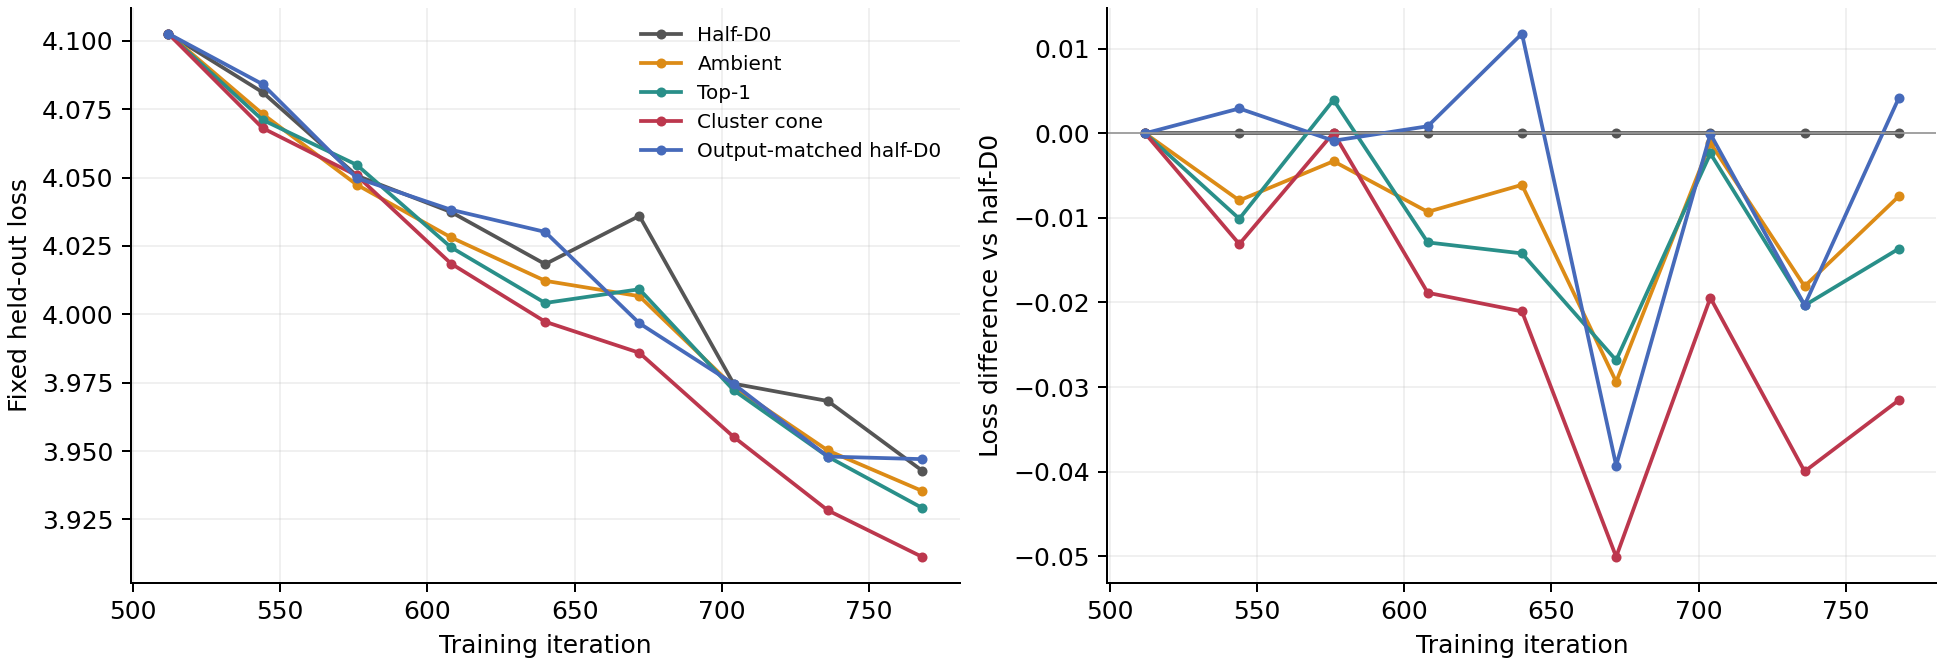 Fixed held-out loss
4.100
4.075
4.050
4.025
4.000
3.975
3.950
3.925
500 550 600 650 700 750
Training iteration
Half-D0
Ambient
Top-1
Cluster cone
Output-matched half-D0
Loss difference vs half-D0
0.01
0.00
−0.01
−0.02
−0.03
−0.04
−0.05
500 550 600 650 700 750
Training iteration